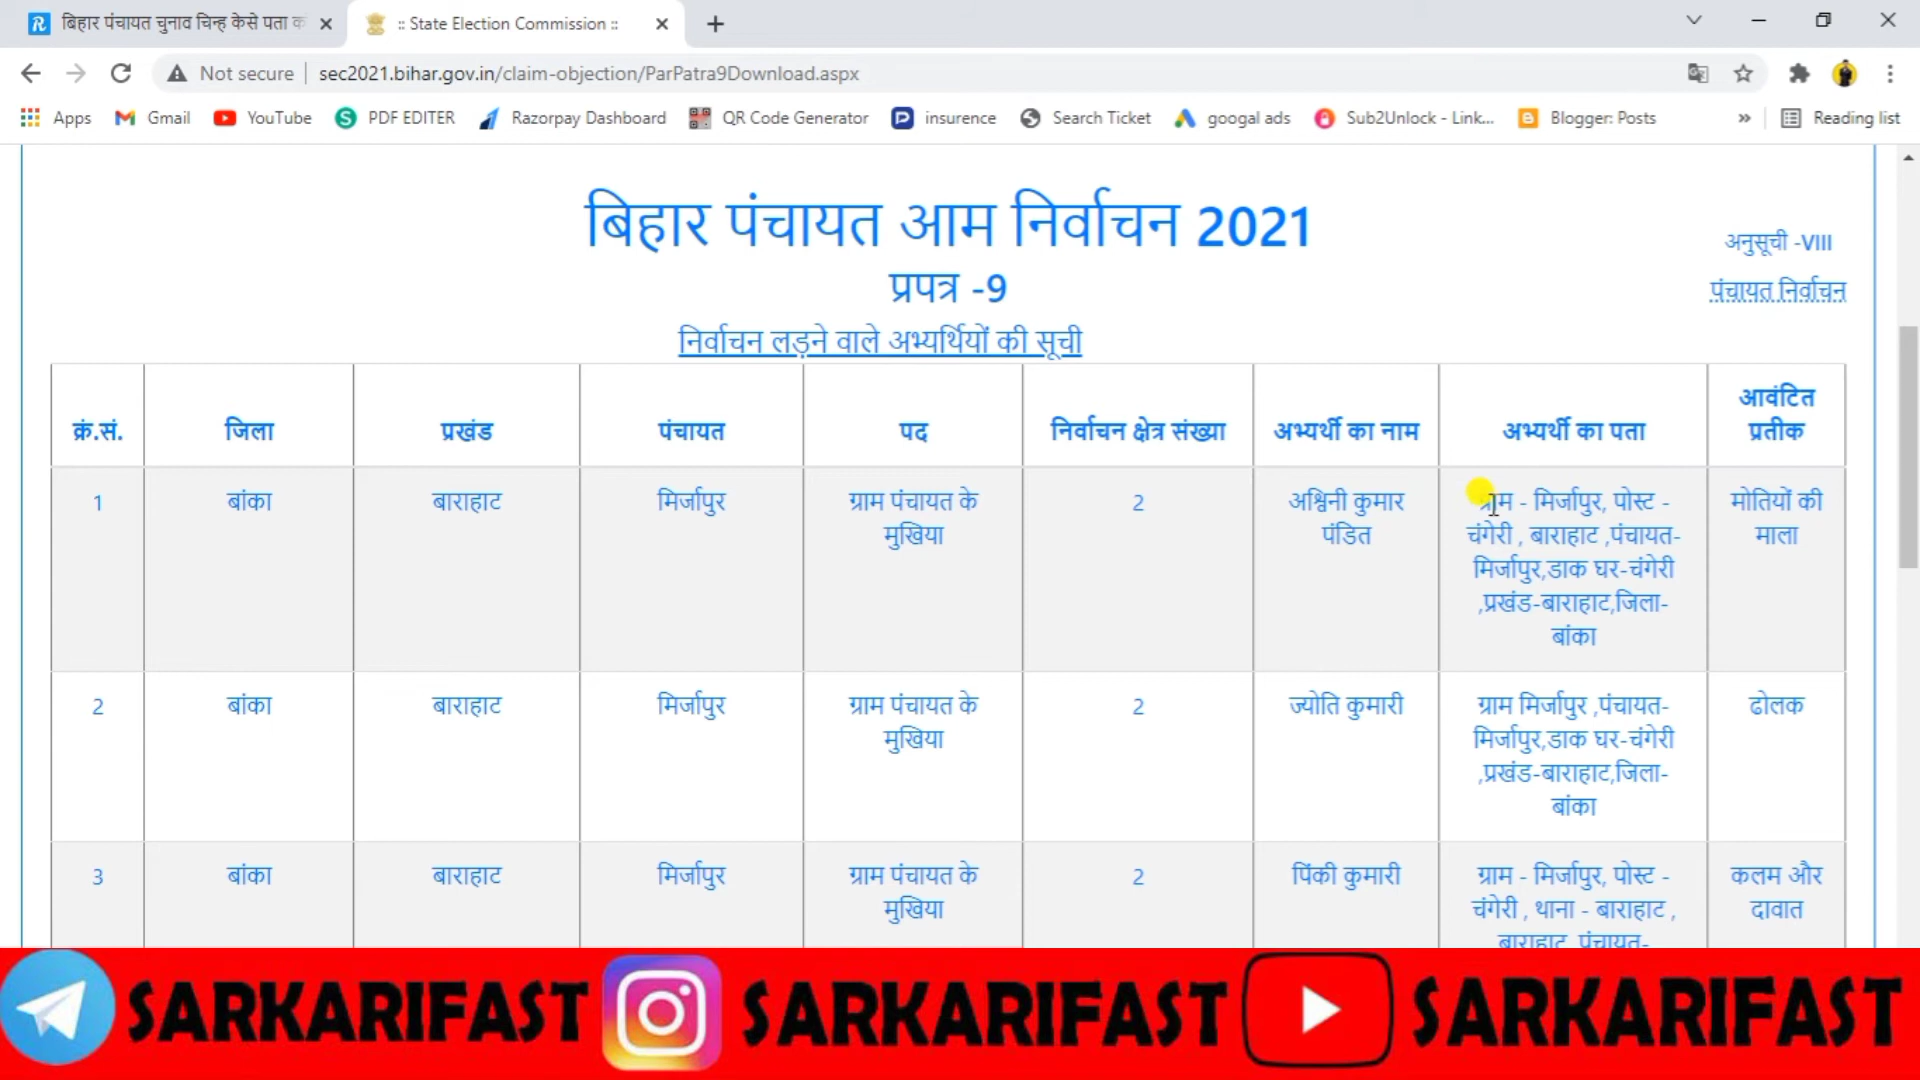 बिहार पंचायत चुनाव चिन्ह केसे पता क
:: State Election Commission ::
Not secure
sec2021.bihar.gov.in/claim-objection/ParPatra9Download.aspx
Apps Gmail YouTube PDF EDITER Razorpay Dashboard QR Code Generator insurence Search Ticket googal ads Sub2Unlock - Link... Blogger: Posts » Reading list
बिहार पंचायत आम निर्वाचन 2021
अनुसूची -VIII
प्रपत्र -9
पंचायत निर्वाचन
निर्वाचन लड़ने वाले अभ्यर्थियों की सूची
क्रं.सं. जिला प्रखंड पंचायत पद निर्वाचन क्षेत्र संख्या अभ्यर्थी का नाम अभ्यर्थी का पता आवंटित
प्रतीक
1 बांका बाराहाट मिर्जापुर ग्राम पंचायत के 2 अश्विनी कुमार ग्राम - मिर्जापुर, पोस्ट - मोतियों की
मुखिया पंडित चंगेरी , बाराहाट ,पंचायत- माला
मिर्जापुर,डाक घर-चंगेरी
,प्रखंड-बाराहाट,जिला-
बांका
2 बांका बाराहाट मिर्जापुर ग्राम पंचायत के 2 ज्योति कुमारी ग्राम मिर्जापुर ,पंचायत- ढोलक
मुखिया मिर्जापुर,डाक घर-चंगेरी
,प्रखंड-बाराहाट,जिला-
बांका
3 बांका बाराहाट मिर्जापुर ग्राम पंचायत के 2 पिंकी कुमारी ग्राम - मिर्जापुर, पोस्ट - कलम और
मुखिया चंगेरी , थाना - बाराहाट , दावात
बाराहाट ,पंचायत-
SARKARIFAST SARKARIFAST SARKARIFAST